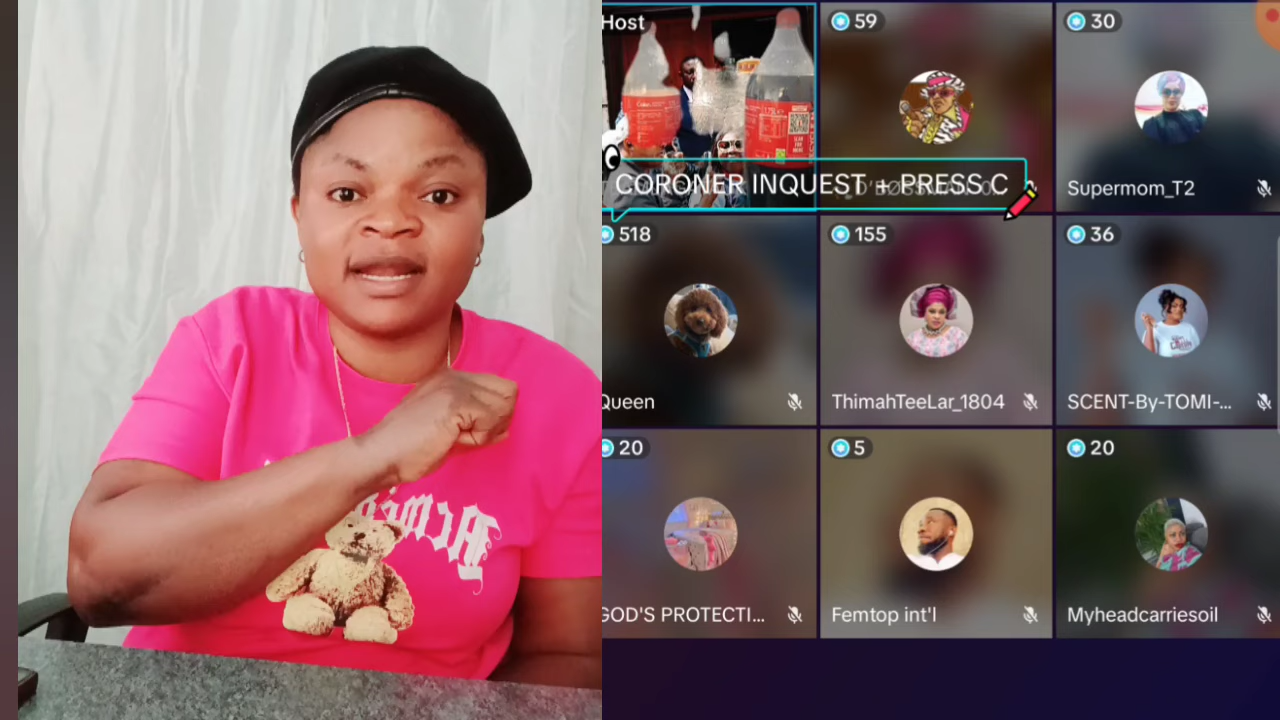 Host
59
30
CORONER INQUEST + PRESS C
Supermom_T2
518
155
36
Queen
ThimahTeeLar_1804
SCENT-By-TOMI-...
20
5
20
GOD'S PROTECTI...
Femtop int'l
Myheadcarriesoil